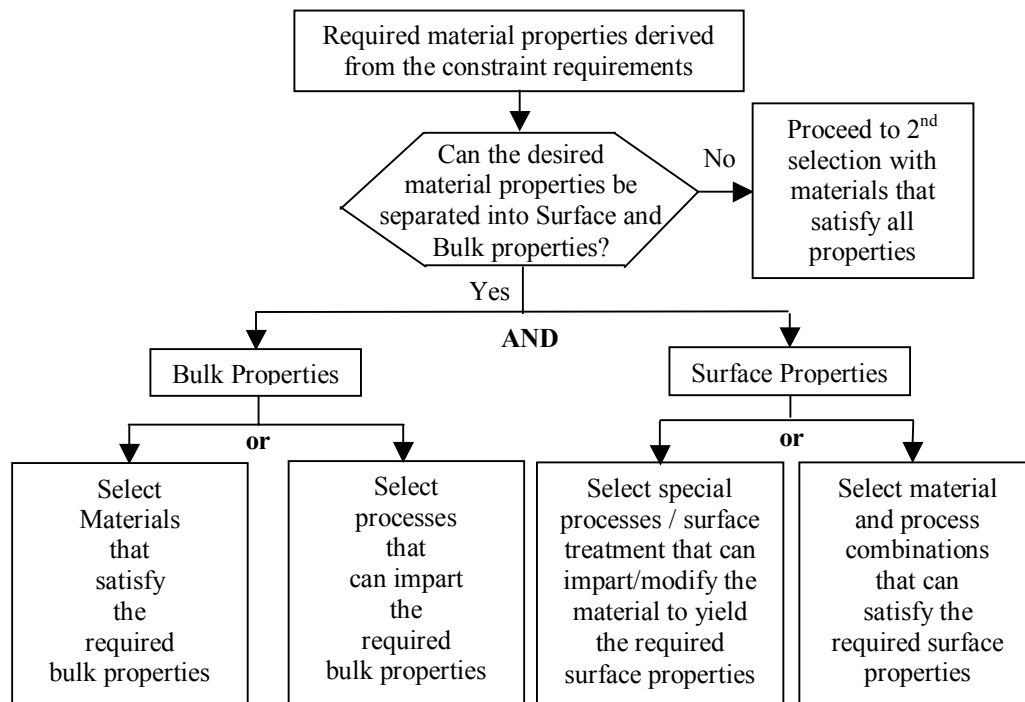 Required material properties derived
from the constraint requirements
Can the desired
material properties be
separated into Surface and
Bulk properties?
No
Proceed to 2nd
selection with
materials that
satisfy all
properties
Yes
AND
Bulk Properties
Surface Properties
or
or
Select
Materials
that
satisfy
the
required
bulk properties
Select
processes
that
can impart
the
required
bulk properties
Select special
processes / surface
treatment that can
impart/modify the
material to yield
the required
surface properties
Select material
and process
combinations
that can
satisfy the
required surface
properties